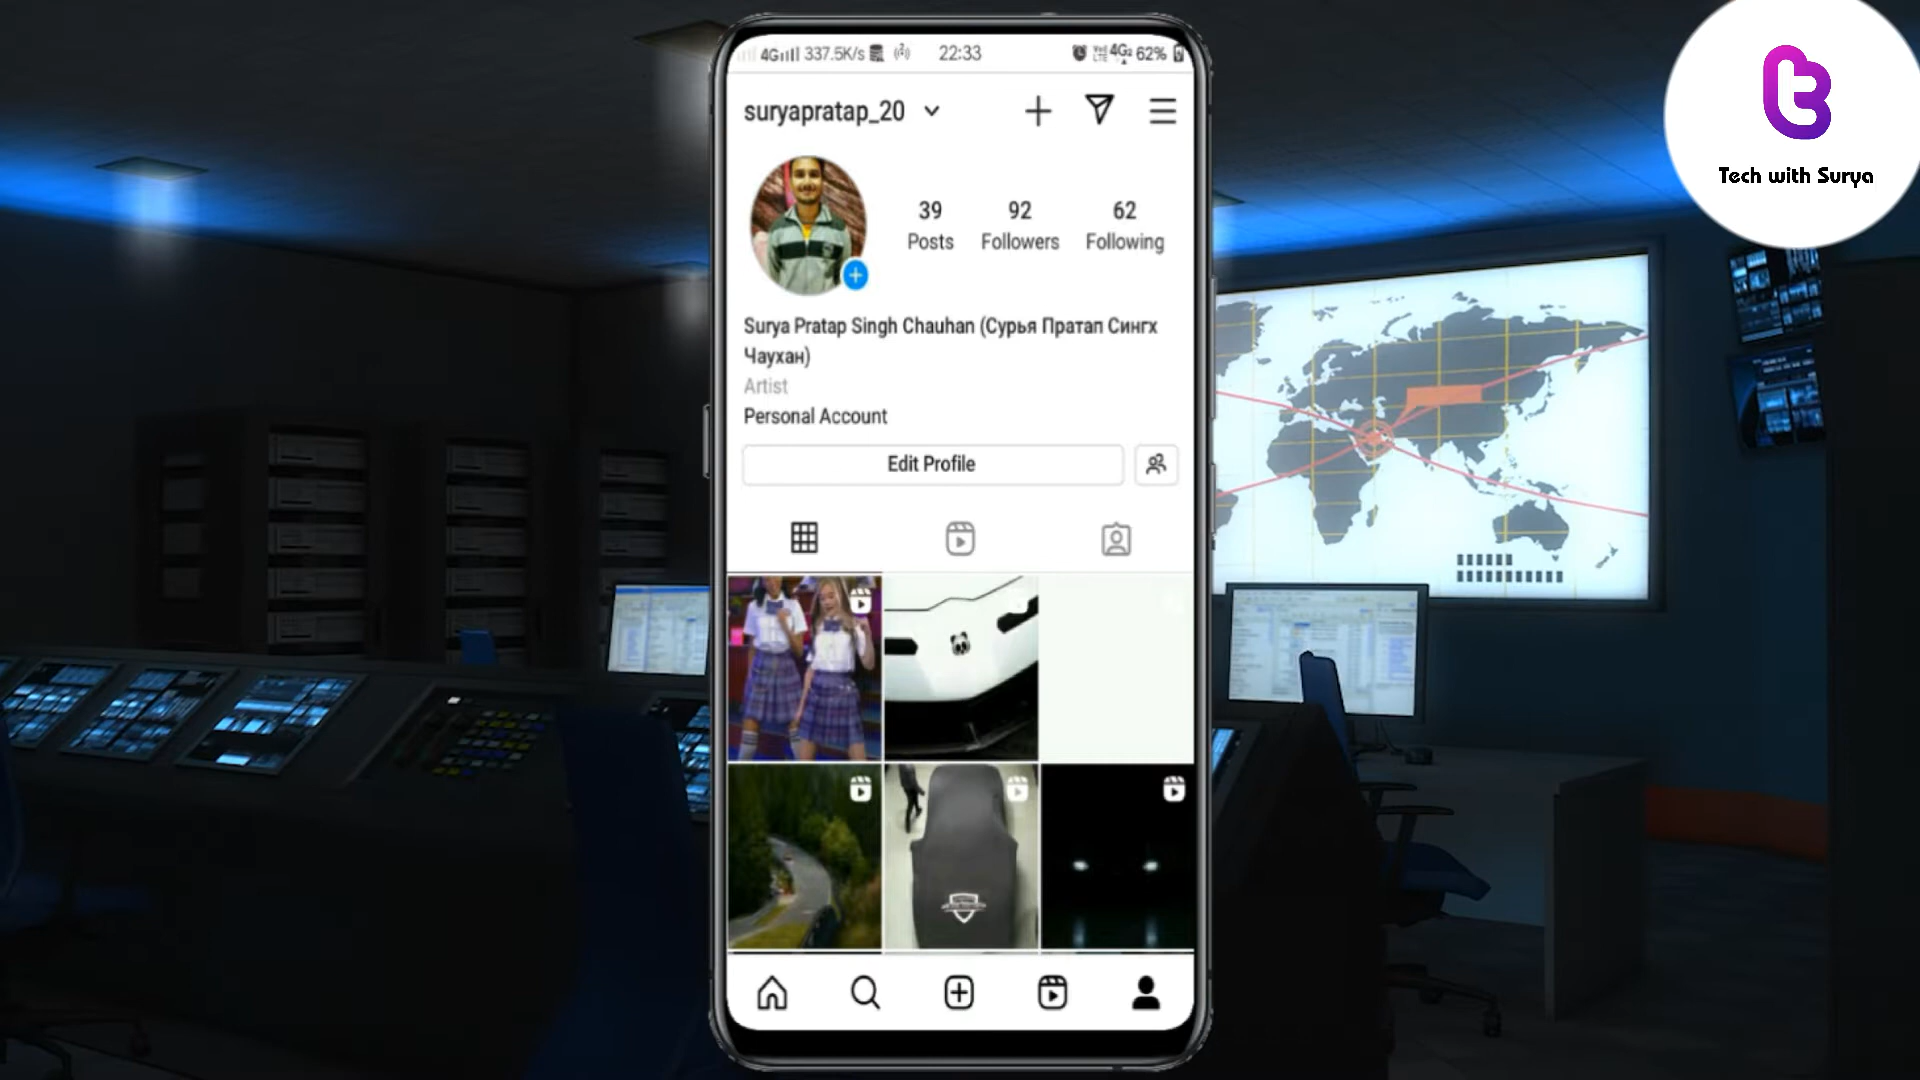 4G 337.5K/s 22:33 4G2 62%
suryapratap_20
39 92 62
Posts Followers Following
Surya Pratap Singh Chauhan (Сурья Пратап Сингх
Чаухан)
Artist
Personal Account
Edit Profile
Tech with Surya